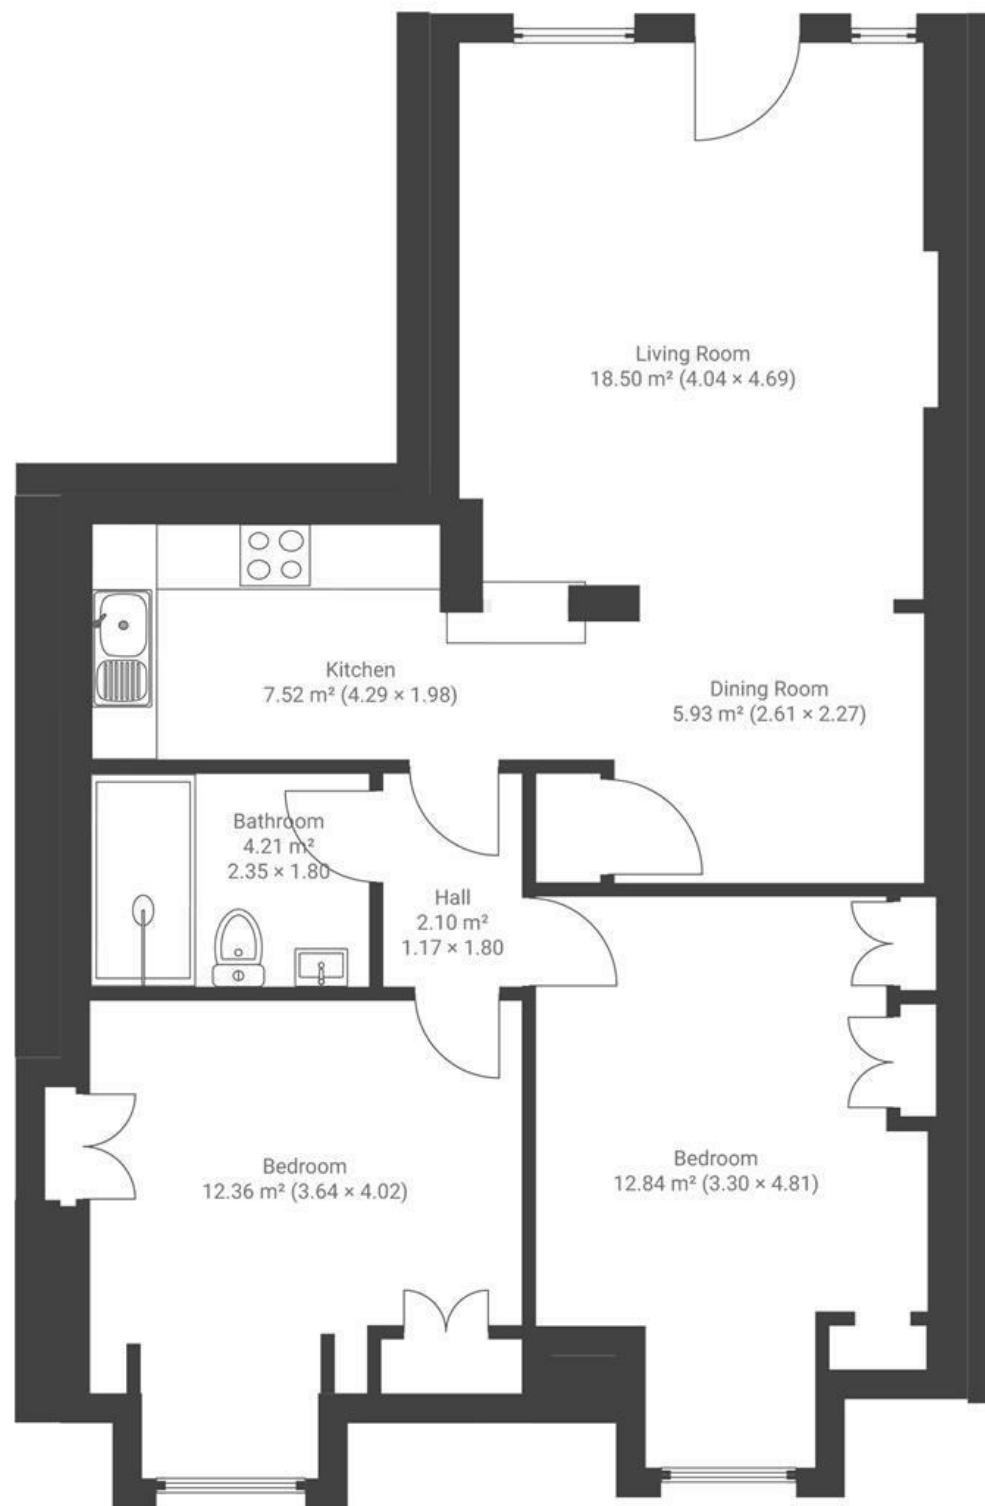 Living Room
18.50 m² (4.04 × 4.69)
Kitchen
7.52 m² (4.29 × 1.98)
Dining Room
5.93 m² (2.61 × 2.27)
Bathroom
4.21 m²
2.35 × 1.80
Hall
2.10 m²
1.17 × 1.80
Bedroom
12.36 m² (3.64 × 4.02)
Bedroom
12.84 m² (3.30 × 4.81)